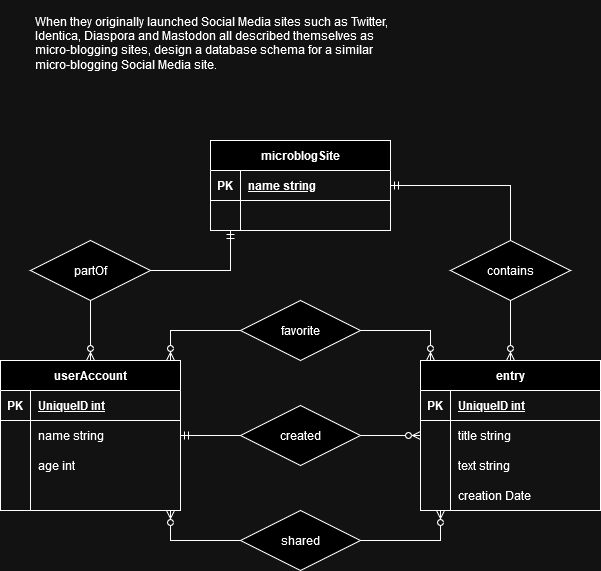 When they originally launched Social Media sites such as Twitter,
Identica, Diaspora and Mastodon all described themselves as
micro-blogging sites, design a database schema for a similar
micro-blogging Social Media site.
microblogSite
PK name string
partOf
contains
favorite
userAccount
PK UniqueID int
name string
age int
entry
PK UniqueID int
title string
text string
creation Date
created
shared